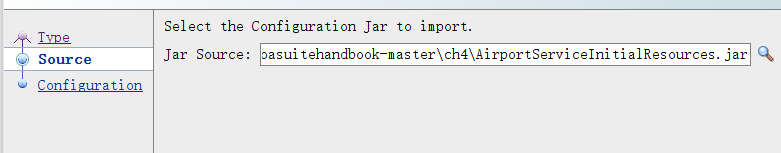 Select the Configuration Jar to import.
Type
Jar Source: oasuitehandbook-master\ch4\AirportServiceInitialResources.jar
Source
Configuration